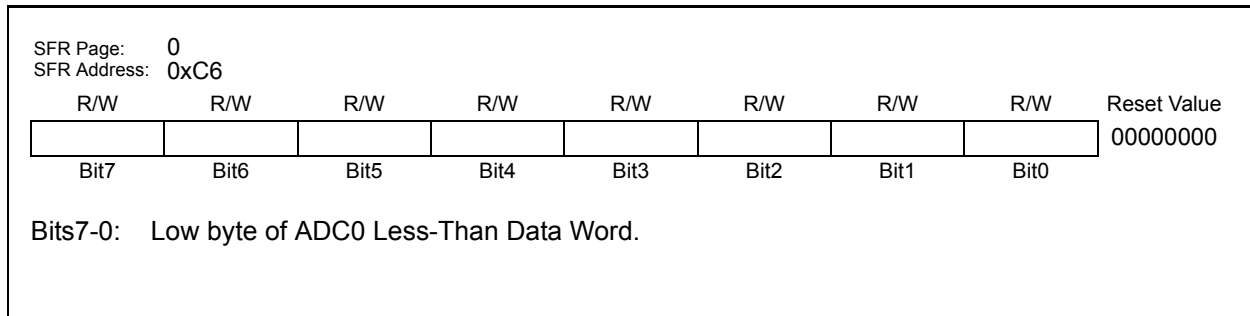 SFR Page: 0
SFR Address: 0xC6
R/W R/W R/W R/W R/W R/W R/W R/W Reset Value
00000000
Bit7 Bit6 Bit5 Bit4 Bit3 Bit2 Bit1 Bit0
Bits7-0: Low byte of ADC0 Less-Than Data Word.